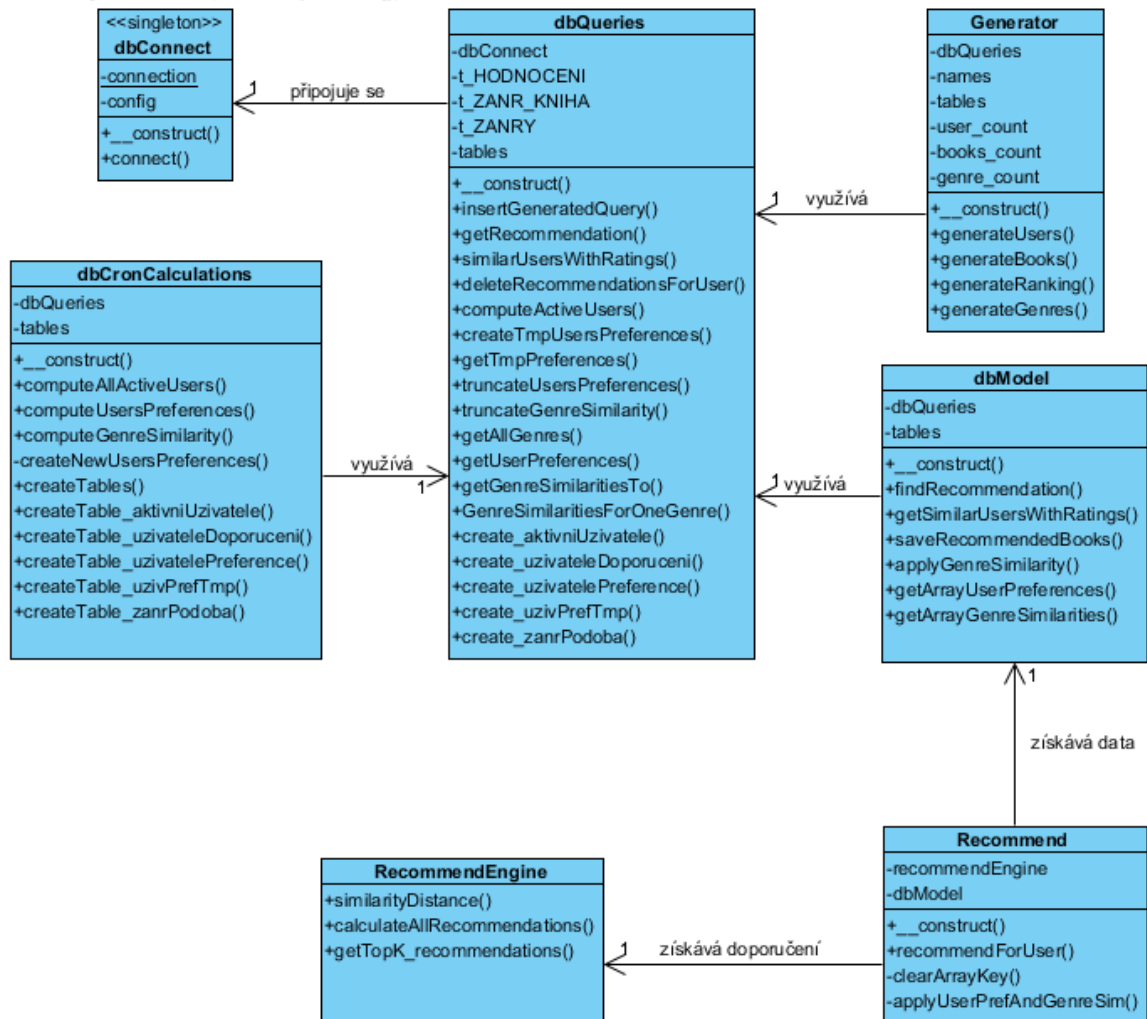 <<singleton>>
dbConnect
-connection
-config
+__construct()
+connect()
1
připojuje se
dbQueries
-dbConnect
-t_HODNOCENI
-t_ZANR_KNIHA
-t_ZANRY
-tables
+__construct()
+insertGeneratedQuery()
+getRecommendation()
+similarUsersWithRatings()
+deleteRecommendationsForUser()
+computeActiveUsers()
+createTmpUsersPreferences()
+getTmpPreferences()
+truncateUsersPreferences()
+truncateGenreSimilarity()
+getAllGenres()
+getUserPreferences()
+getGenreSimilaritiesTo()
+GenreSimilaritiesForOneGenre()
+create_aktivniUzivatele()
+create_uzivateleDoporuceni()
+create_uzivatelePreference()
+create_uzivPrefTmp()
+create_zanrPodoba()
1
využívá
Generator
-dbQueries
-names
-tables
-user_count
-books_count
-genre_count
+__construct()
+generateUsers()
+generateBooks()
+generateRanking()
+generateGenres()
dbCronCalculations
-dbQueries
-tables
+__construct()
+computeAllActiveUsers()
+computeUsersPreferences()
+computeGenreSimilarity()
-createNewUsersPreferences()
+createTables()
+createTable_aktivniUzivatele()
+createTable_uzivateleDoporuceni()
+createTable_uzivatelePreference()
+createTable_uzivPrefTmp()
+createTable_zanrPodoba()
využívá
1
1
využívá
dbModel
-dbQueries
-tables
+__construct()
+findRecommendation()
+getSimilarUsersWithRatings()
+saveRecommendedBooks()
+applyGenreSimilarity()
+getArrayUserPreferences()
+getArrayGenreSimilarities()
1
získává data
RecommendEngine
+similarityDistance()
+calculateAllRecommendations()
+getTopK_recommendations()
1
získává doporučení
Recommend
-recommendEngine
-dbModel
+__construct()
+recommendForUser()
-clearArrayKey()
-applyUserPrefAndGenreSim()